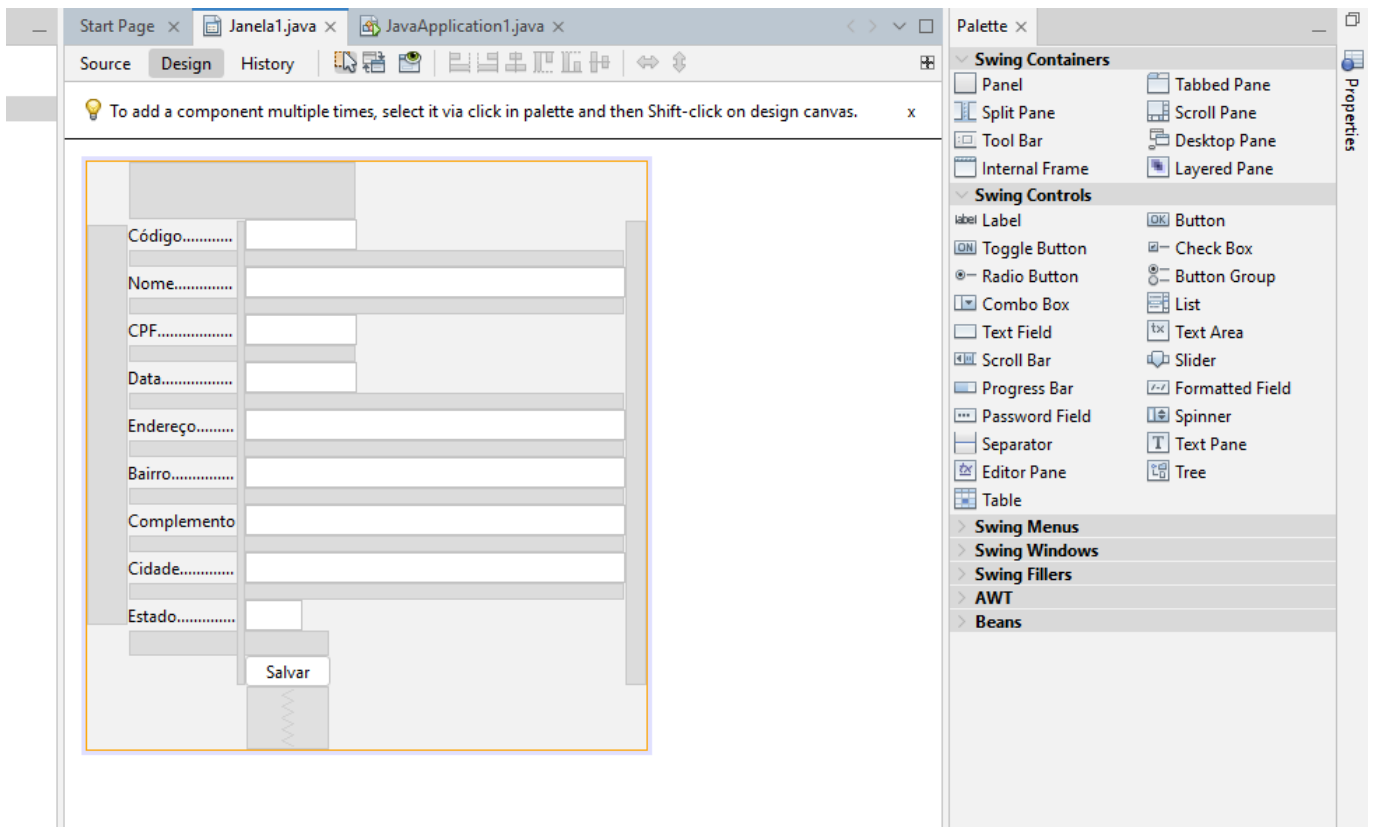 Start Page × Janela1.java × JavaApplication1.java ×
Source Design History
To add a component multiple times, select it via click in palette and then Shift-click on design canvas. x
Código............
Nome..............
CPF..................
Data.................
Endereço.........
Bairro...............
Complemento
Cidade.............
Estado..............
Salvar
Palette ×
Swing Containers
Panel Tabbed Pane
Split Pane Scroll Pane
Tool Bar Desktop Pane
Internal Frame Layered Pane
Swing Controls
label Label OK Button
ON Toggle Button Check Box
Radio Button Button Group
Combo Box List
Text Field tx Text Area
Scroll Bar Slider
Progress Bar Formatted Field
Password Field Spinner
Separator T Text Pane
Editor Pane Tree
Table
Swing Menus
Swing Windows
Swing Fillers
AWT
Beans
Properties